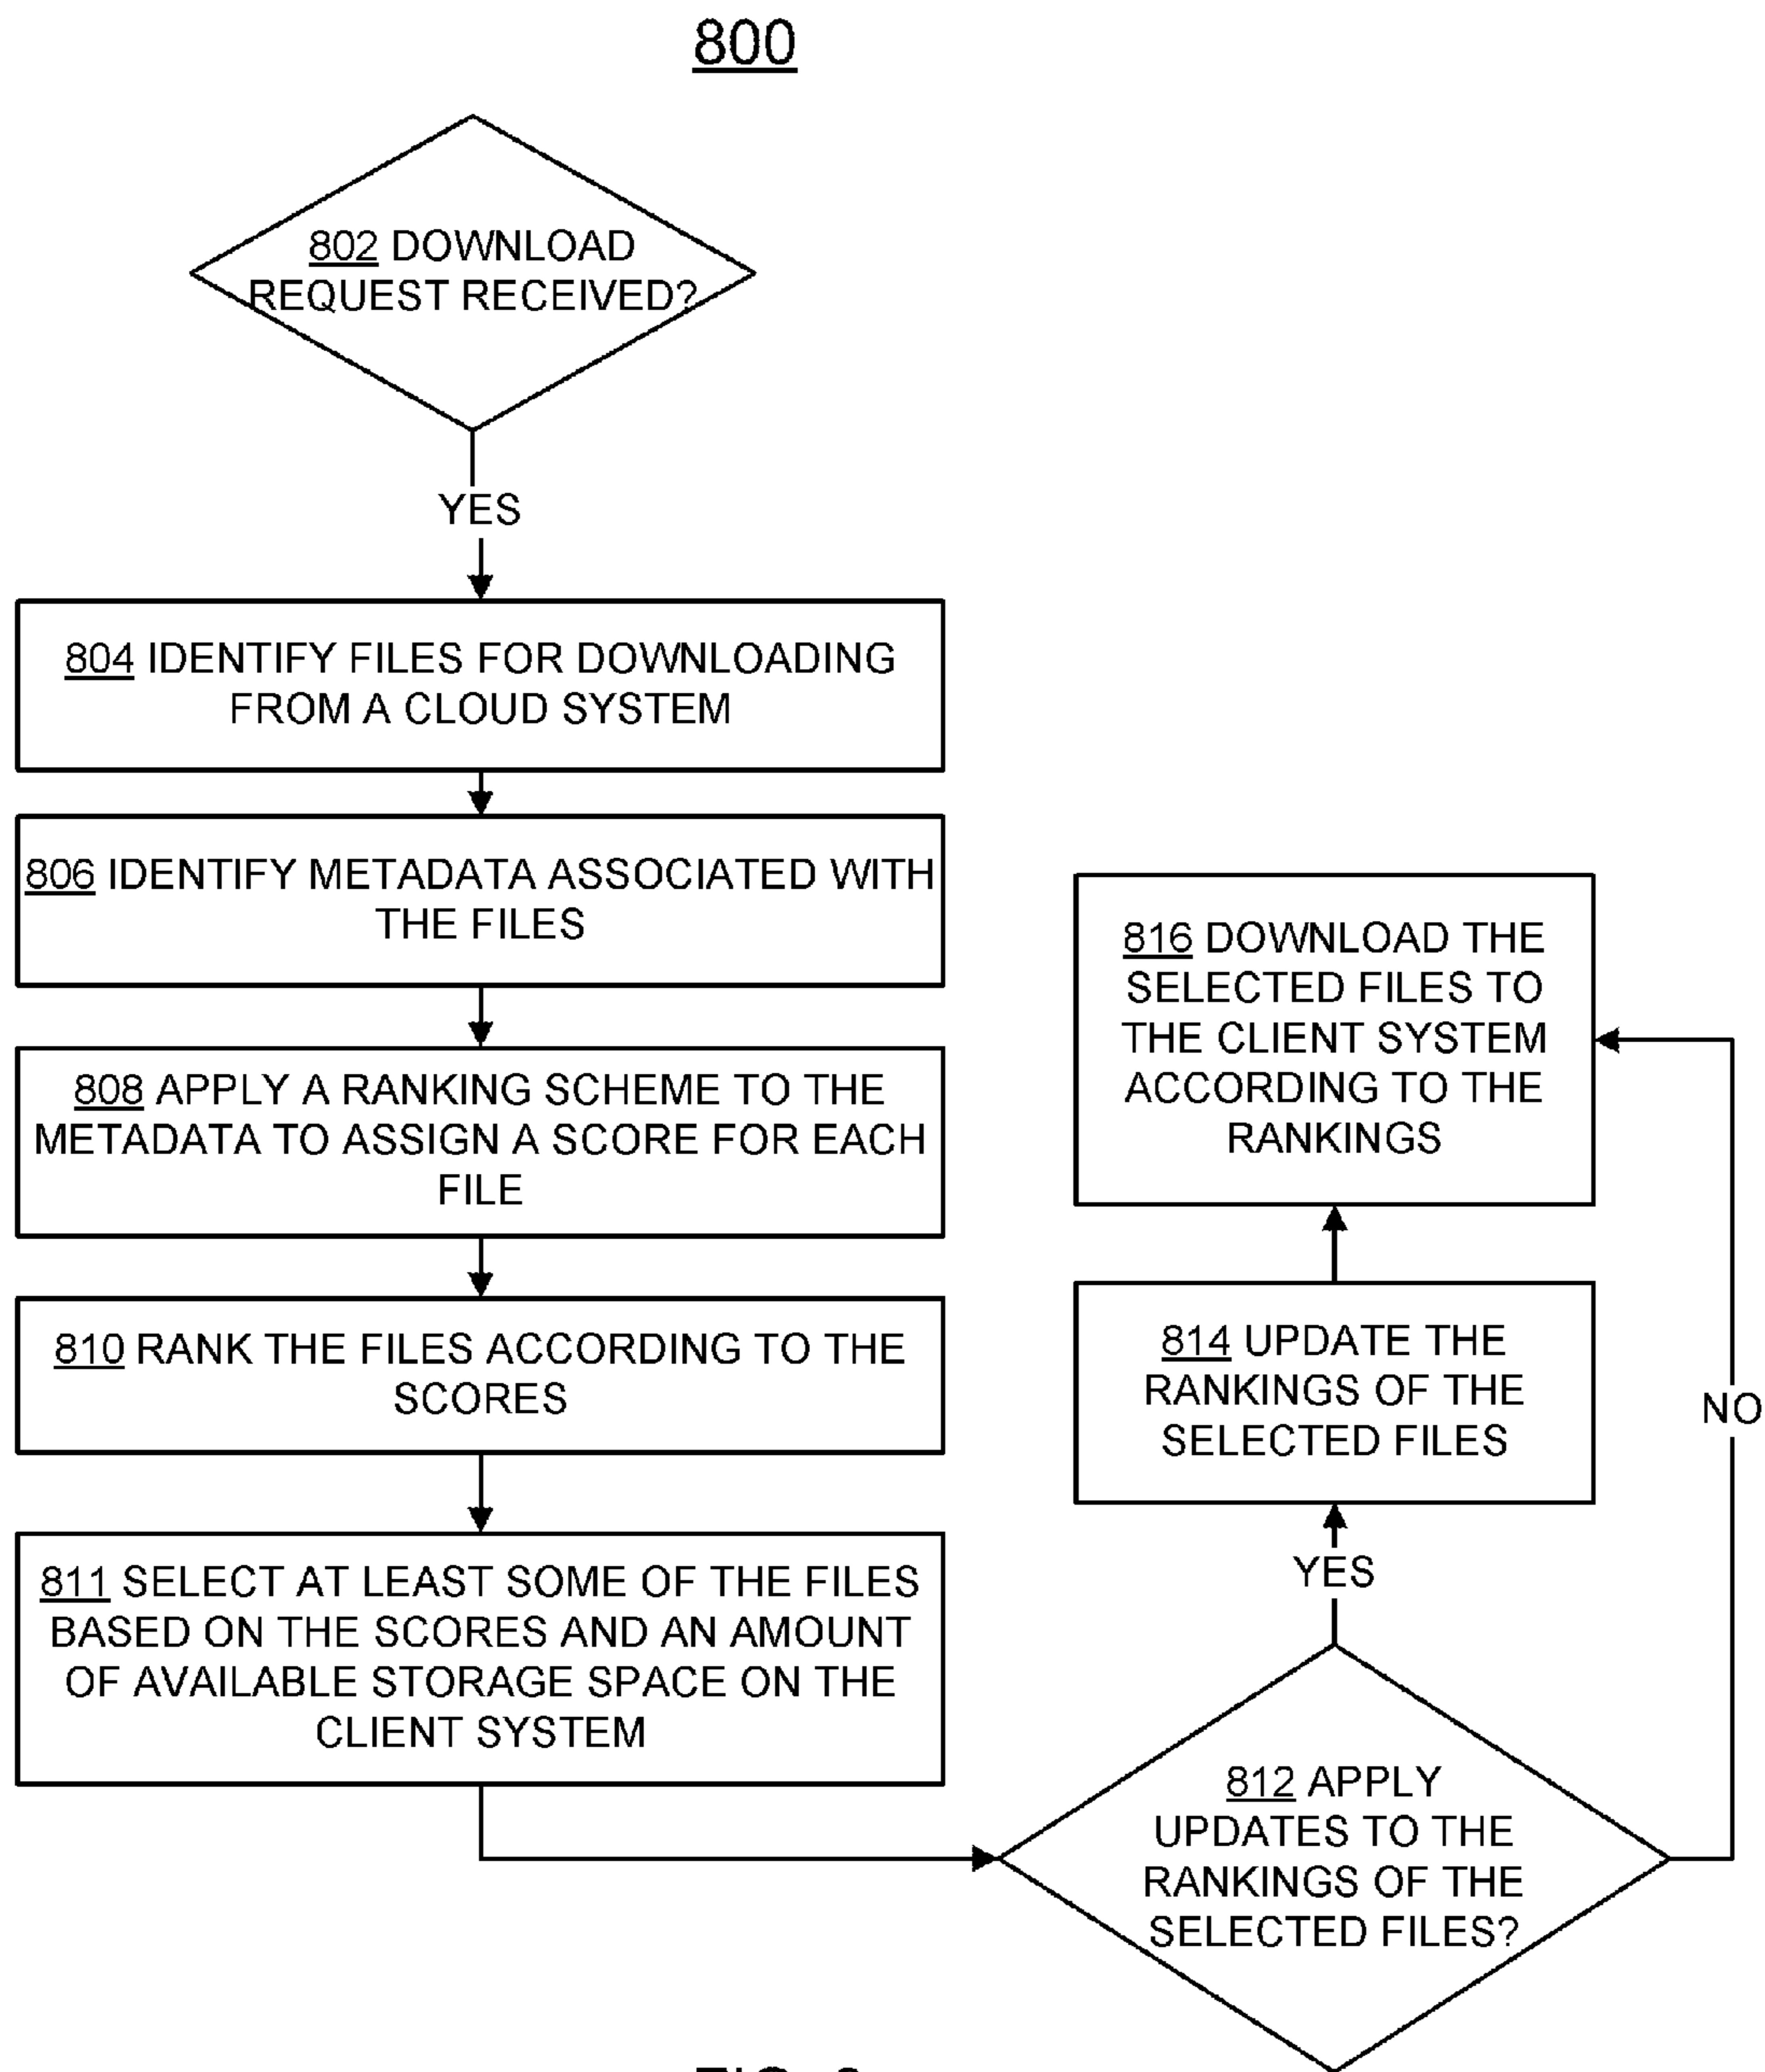 800
802 DOWNLOAD
REQUEST RECEIVED?
YES
804 IDENTIFY FILES FOR DOWNLOADING
FROM A CLOUD SYSTEM
806 IDENTIFY METADATA ASSOCIATED WITH
THE FILES
808 APPLY A RANKING SCHEME TO THE
METADATA TO ASSIGN A SCORE FOR EACH
FILE
810 RANK THE FILES ACCORDING TO THE
SCORES
811 SELECT AT LEAST SOME OF THE FILES
BASED ON THE SCORES AND AN AMOUNT
OF AVAILABLE STORAGE SPACE ON THE
CLIENT SYSTEM
812 APPLY
UPDATES TO THE
RANKINGS OF THE
SELECTED FILES?
YES
NO
814 UPDATE THE
RANKINGS OF THE
SELECTED FILES
816 DOWNLOAD THE
SELECTED FILES TO
THE CLIENT SYSTEM
ACCORDING TO THE
RANKINGS